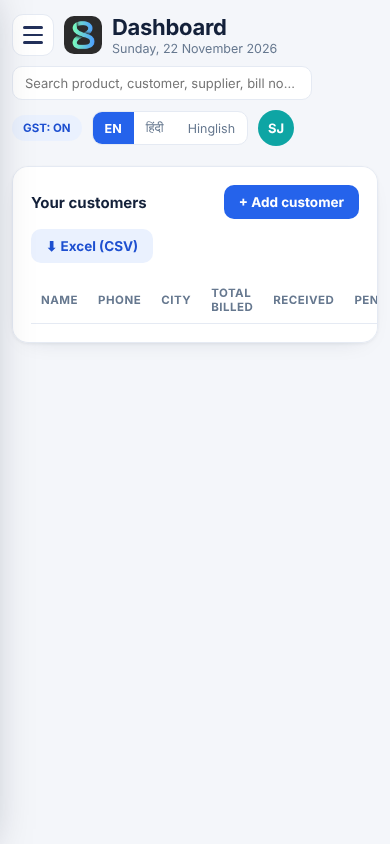 Dashboard
Sunday, 22 November 2026
Search product, customer, supplier, bill no...
GST: ON
EN
हिंदी
Hinglish
SJ
Your customers
+ Add customer
⬇ Excel (CSV)
NAME PHONE CITY TOTAL BILLED RECEIVED PEN